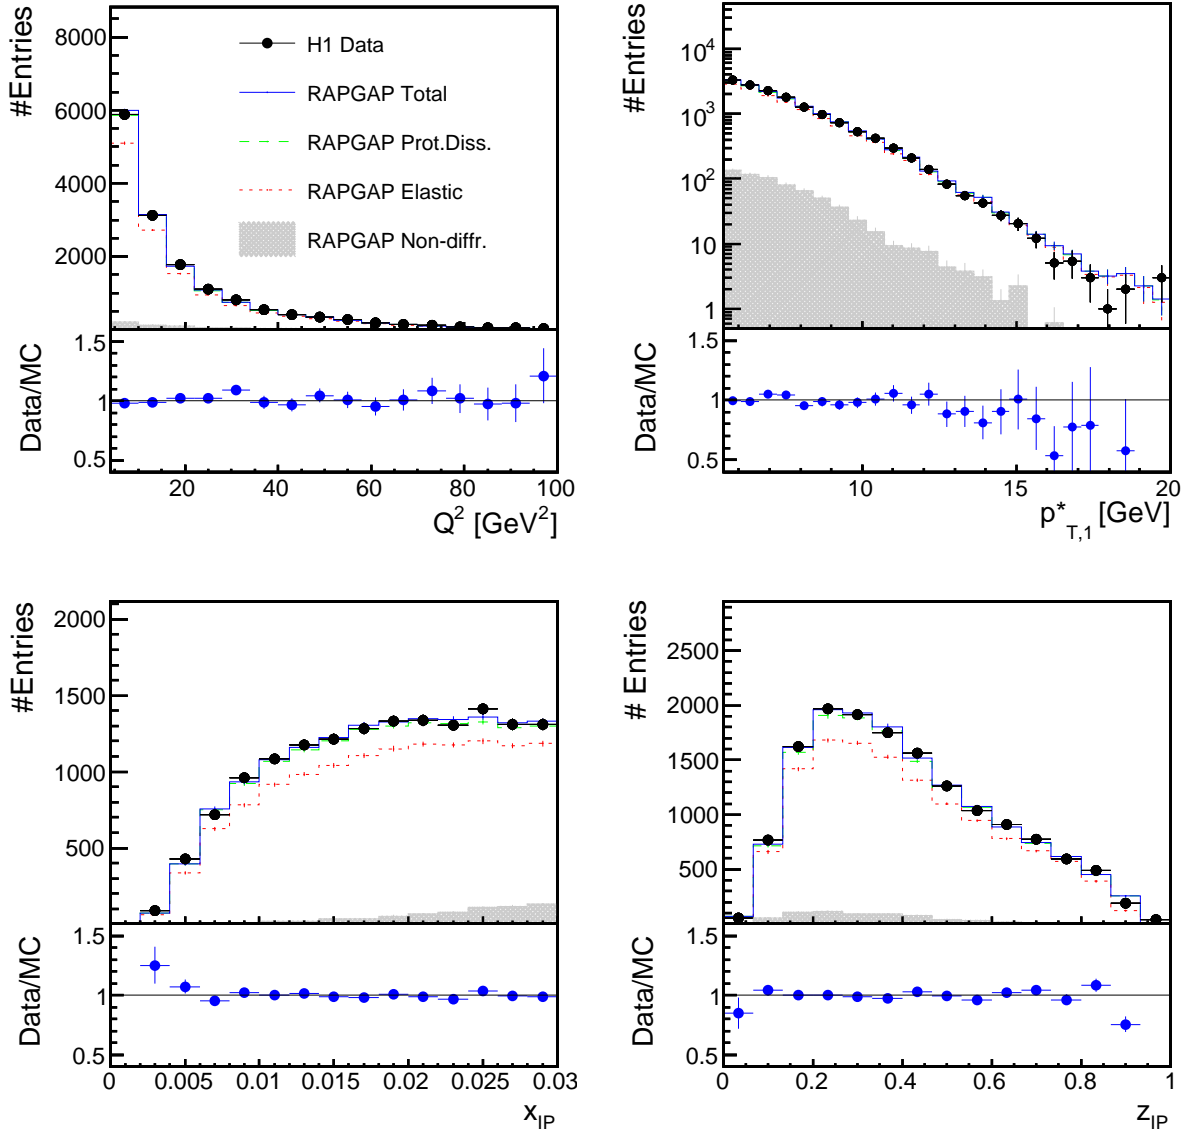 #Entries
8000
6000
4000
2000
H1 Data
RAPGAP Total
RAPGAP Prot.Diss.
RAPGAP Elastic
RAPGAP Non-diffr.
Data/MC
1.5
1
0.5
20 40 60 80 100
Q² [GeV²]
#Entries
10⁴
10³
10²
10
1
Data/MC
1.5
1
0.5
10 15 20
p*T,1 [GeV]
#Entries
2000
1500
1000
500
Data/MC
1.5
1
0.5
0 0.005 0.01 0.015 0.02 0.025 0.03
xIP
# Entries
2500
2000
1500
1000
500
Data/MC
1.5
1
0.5
0 0.2 0.4 0.6 0.8 1
zIP